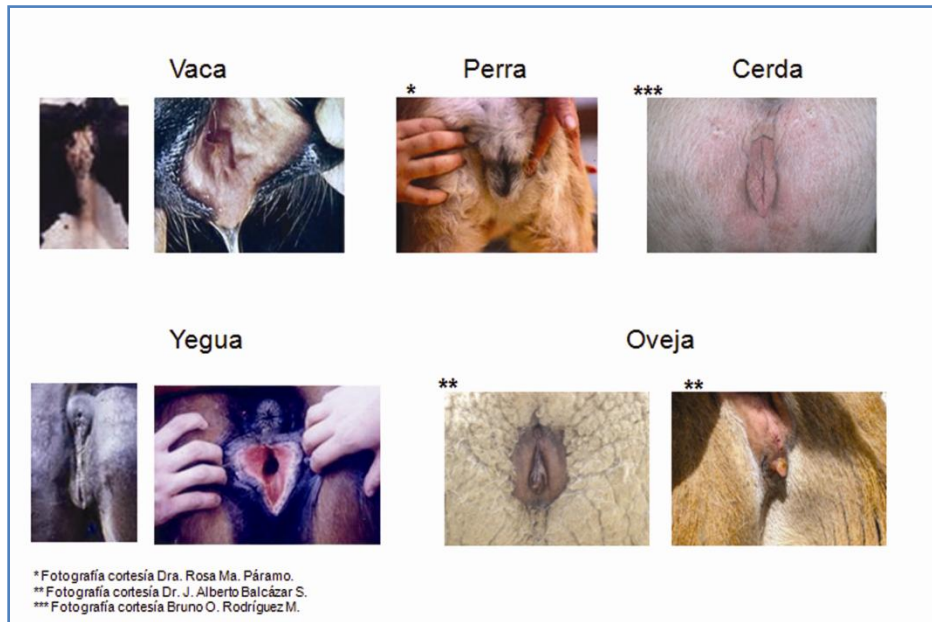 Vaca
Perra
Cerda
*
***
Yegua
Oveja
**
**
* Fotografía cortesía Dra. Rosa Ma. Páramo.
** Fotografía cortesía Dr. J. Alberto Balcázar S.
*** Fotografía cortesía Bruno O. Rodríguez M.